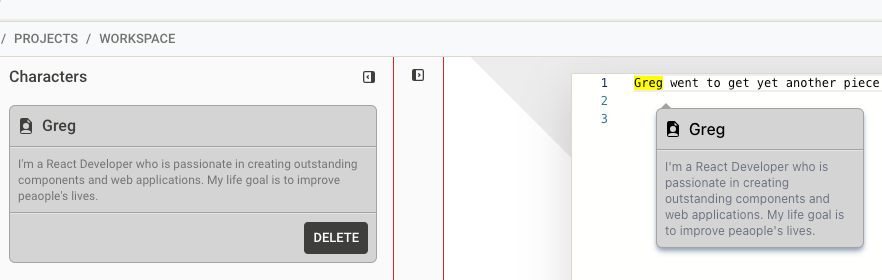 / PROJECTS / WORKSPACE
Characters
Greg
I'm a React Developer who is passionate in creating outstanding
components and web applications. My life goal is to improve
peaople's lives.
DELETE
1 Greg went to get yet another piece
2
3
Greg
I'm a React Developer who is
passionate in creating
outstanding components and
web applications. My life goal is
to improve peaople's lives.